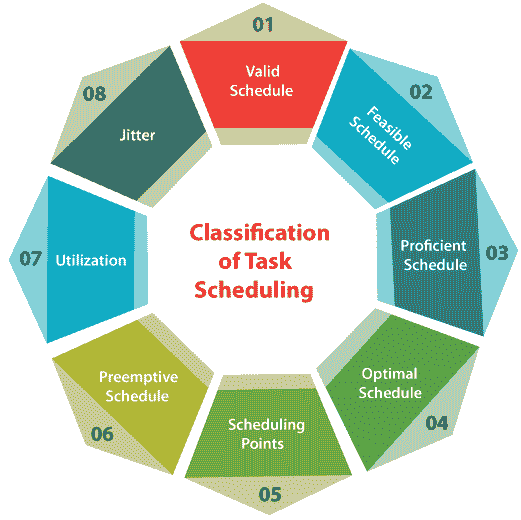 01
Valid
Schedule
02
Feasible
Schedule
03
Proficient
Schedule
04
Optimal
Schedule
05
Scheduling
Points
06
Preemptive
Schedule
07
Utilization
08
Jitter
Classification
of Task
Scheduling